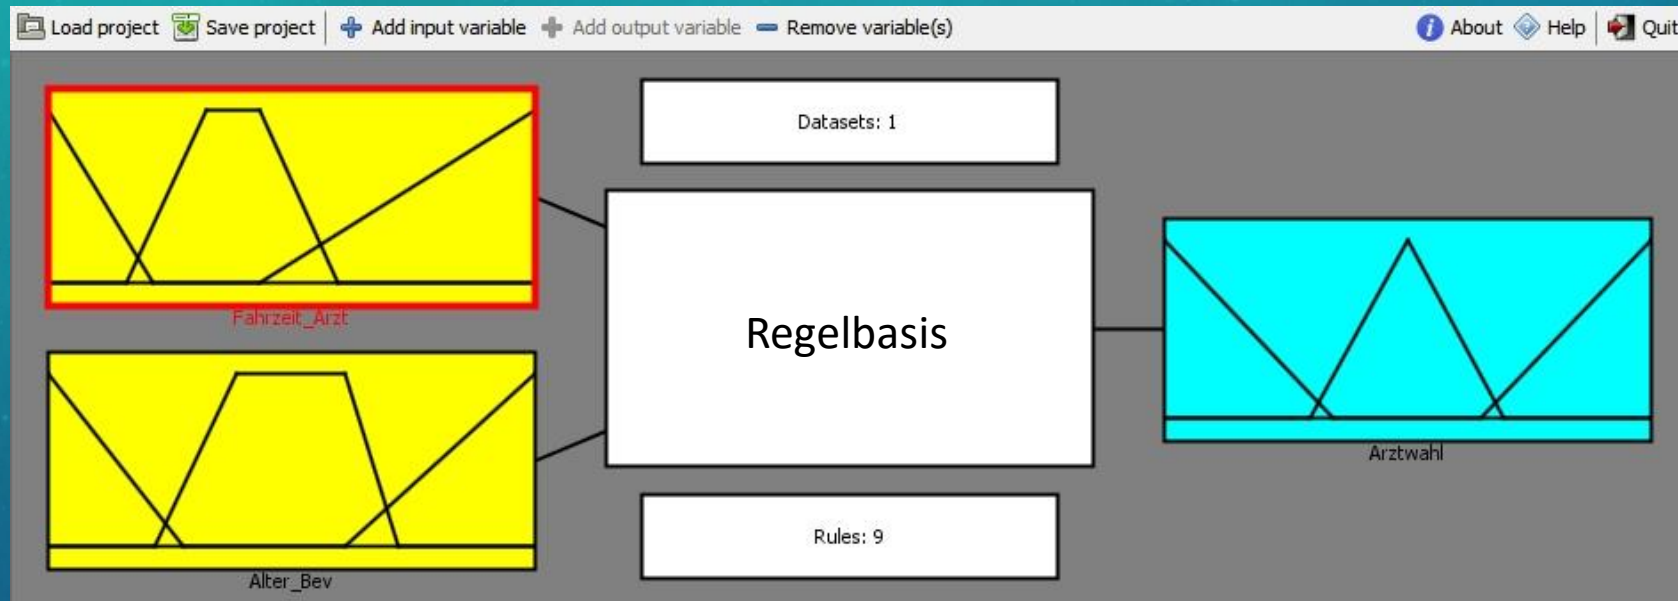 Load project Save project Add input variable Add output variable Remove variable(s) About Help Quit
Datasets: 1
Fahrzeit_Arzt
Regelbasis
Arztwahl
Rules: 9
Alter_Bev